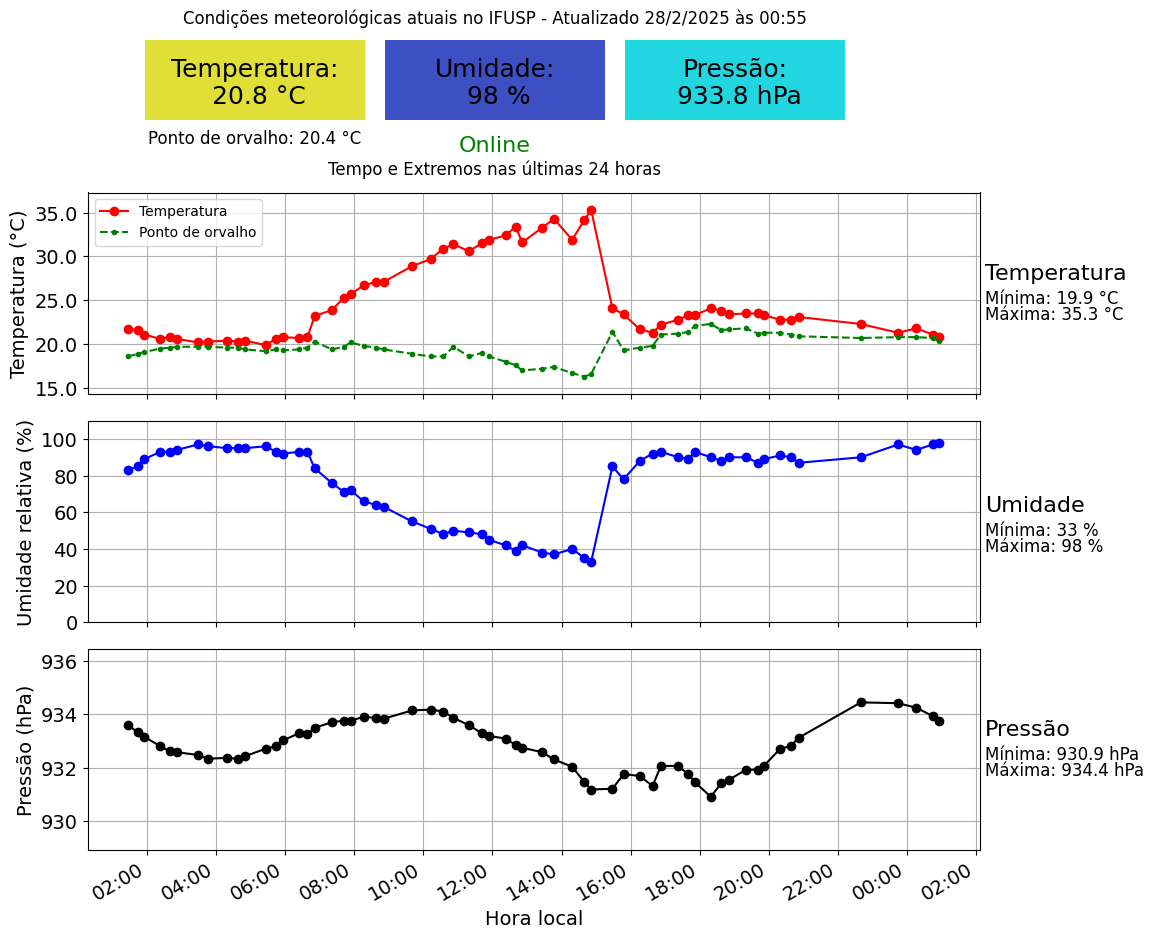 Condições meteorológicas atuais no IFUSP - Atualizado 28/2/2025 às 00:55
Temperatura:
20.8 °C
Umidade:
98 %
Pressão:
933.8 hPa
Ponto de orvalho: 20.4 °C
Online
Tempo e Extremos nas últimas 24 horas
Temperatura (°C)
35.0
30.0
25.0
20.0
15.0
Temperatura
Ponto de orvalho
Temperatura
Mínima: 19.9 °C
Máxima: 35.3 °C
Umidade relativa (%)
100
80
60
40
20
0
Umidade
Mínima: 33 %
Máxima: 98 %
Pressão (hPa)
936
934
932
930
Pressão
Mínima: 930.9 hPa
Máxima: 934.4 hPa
02:00 04:00 06:00 08:00 10:00 12:00 14:00 16:00 18:00 20:00 22:00 00:00 02:00
Hora local